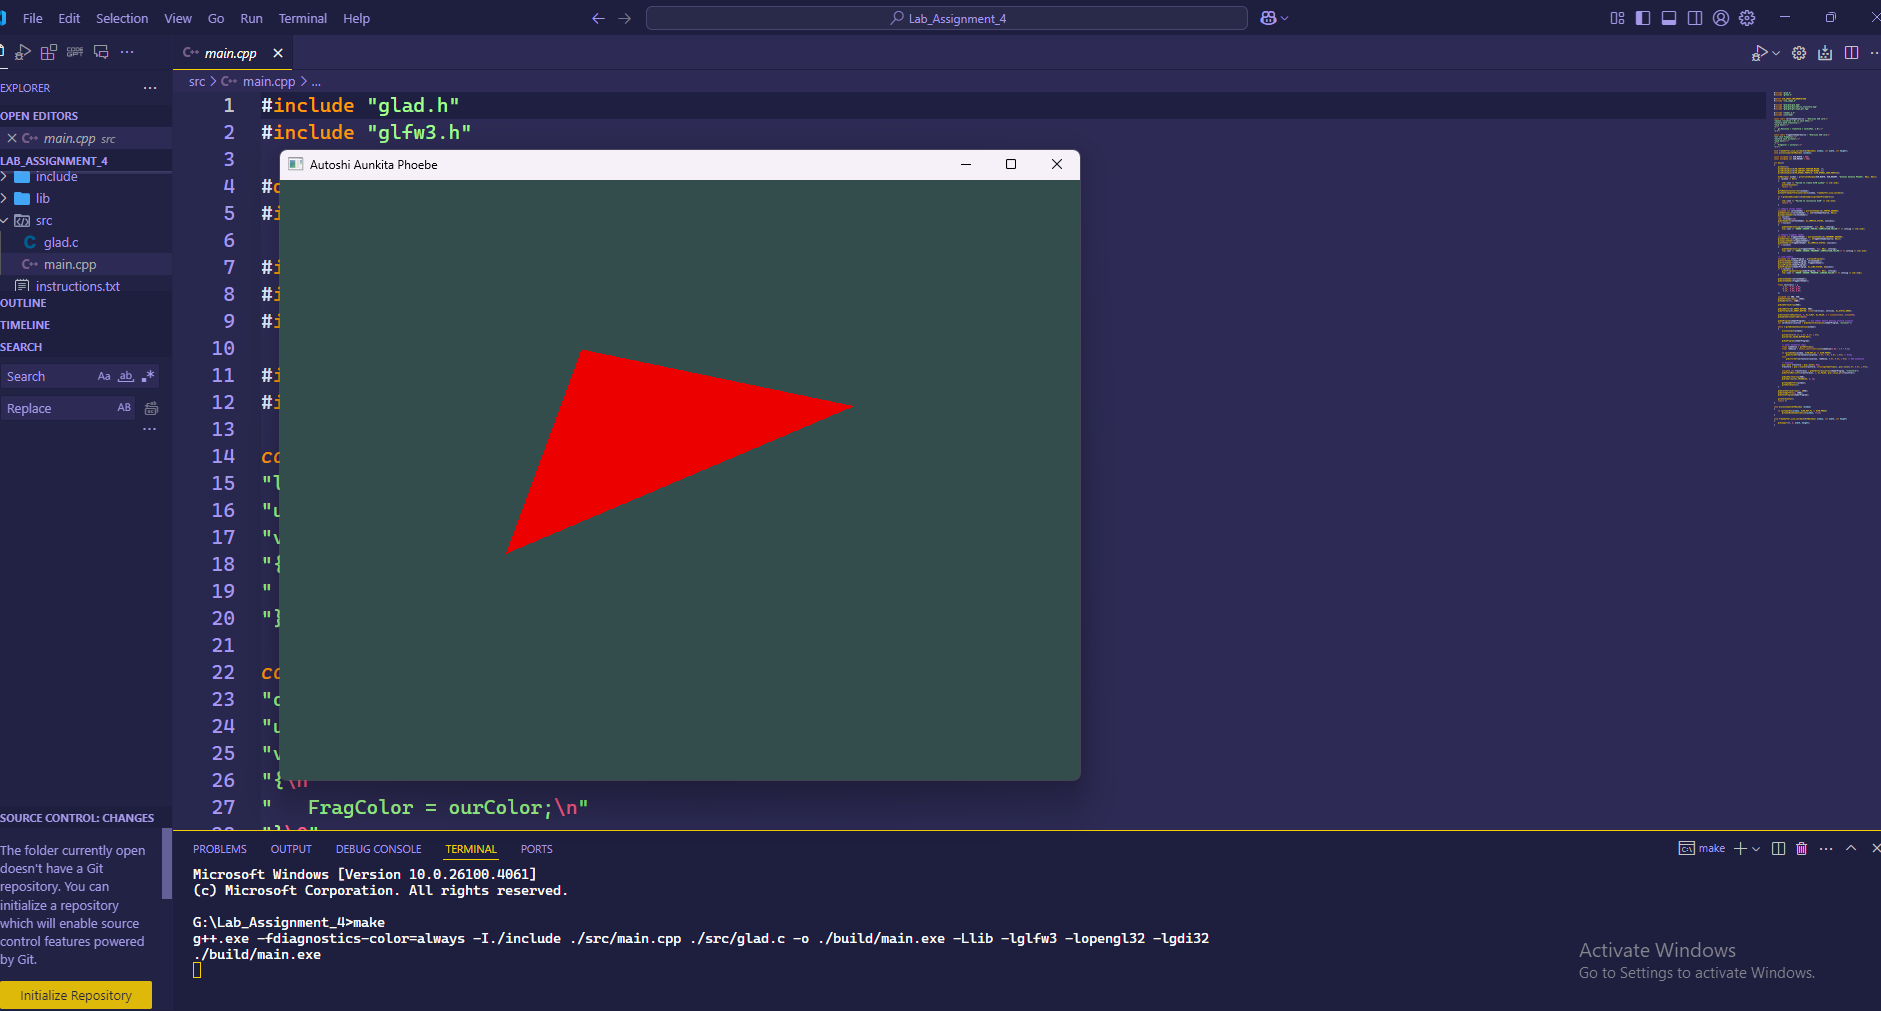 File Edit Selection View Go Run Terminal Help
Lab_Assignment_4
main.cpp
src > main.cpp > ...
EXPLORER
OPEN EDITORS
main.cpp src
LAB_ASSIGNMENT_4
include
lib
src
glad.c
main.cpp
instructions.txt
OUTLINE
TIMELINE
SEARCH
Search Aa ab
Replace AB
SOURCE CONTROL: CHANGES
The folder currently open
doesn't have a Git
repository. You can
initialize a repository
which will enable source
control features powered
by Git.
Initialize Repository
1 #include "glad.h"
2 #include "glfw3.h"
3
4
5 #i
6
7 #i
8 #i
9 #i
10
11 #i
12 #i
13
14 co
15 "l
16 "u
17 "v
18 "{
19 "
20 "}
21
22 co
23 "o
24 "u
25 "v
26 "{\n
27 " FragColor = ourColor;\n"
Autoshi Aunkita Phoebe
PROBLEMS OUTPUT DEBUG CONSOLE TERMINAL PORTS
make
Microsoft Windows [Version 10.0.26100.4061]
(c) Microsoft Corporation. All rights reserved.
G:\Lab_Assignment_4>make
g++.exe -fdiagnostics-color=always -I./include ./src/main.cpp ./src/glad.c -o ./build/main.exe -Llib -lglfw3 -lopengl32 -lgdi32
./build/main.exe
Activate Windows
Go to Settings to activate Windows.